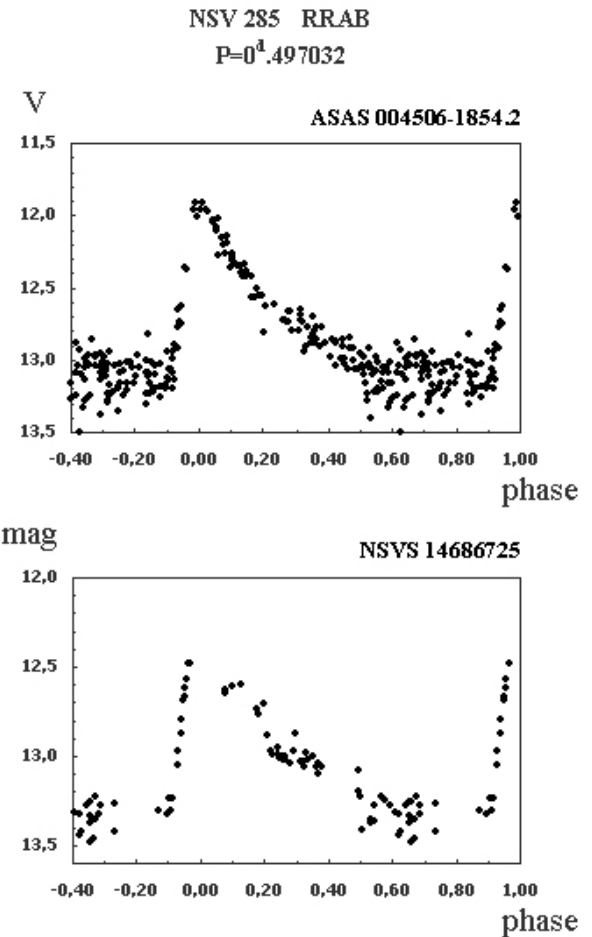 NSV 285 RRAB
P=0ᵈ.497032
V
ASAS 004506-1854.2
11,5
12,0
12,5
13,0
13,5
-0,40 -0,20 0,00 0,20 0,40 0,60 0,80 1,00
phase
mag
NSVS 14686725
12,0
12,5
13,0
13,5
-0,40 -0,20 0,00 0,20 0,40 0,60 0,80 1,00
phase